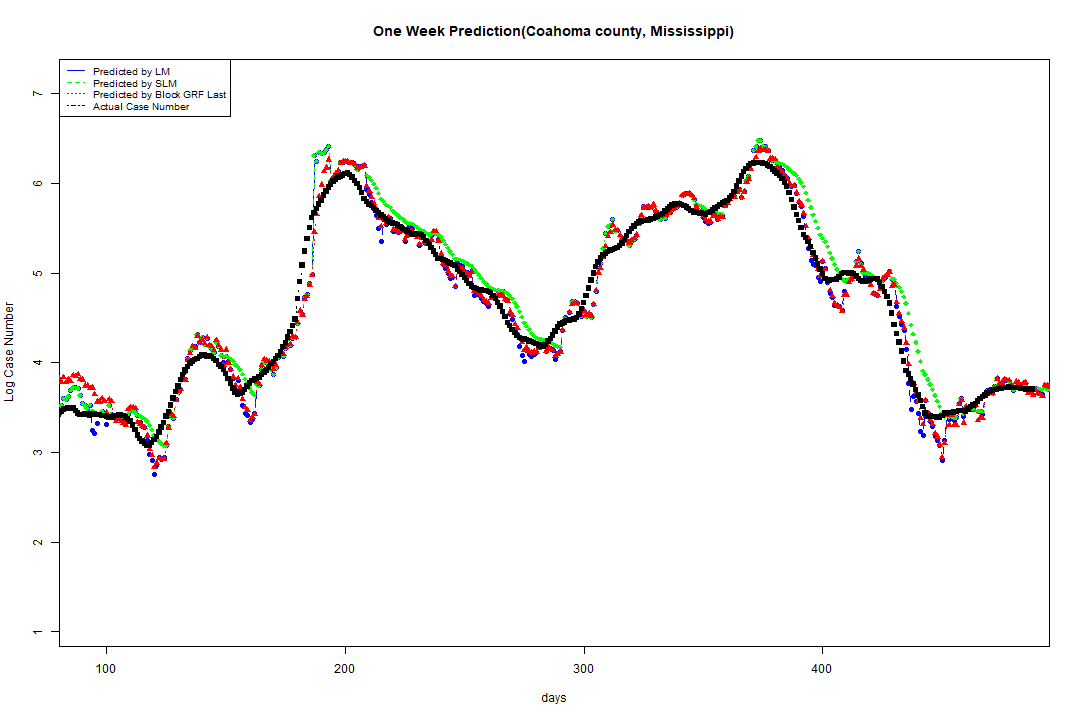 One Week Prediction(Coahoma county, Mississippi)
Predicted by LM
Predicted by SLM
Predicted by Block GRF Last
Actual Case Number
7
6
5
4
3
2
1
Log Case Number
100 200 300 400
days